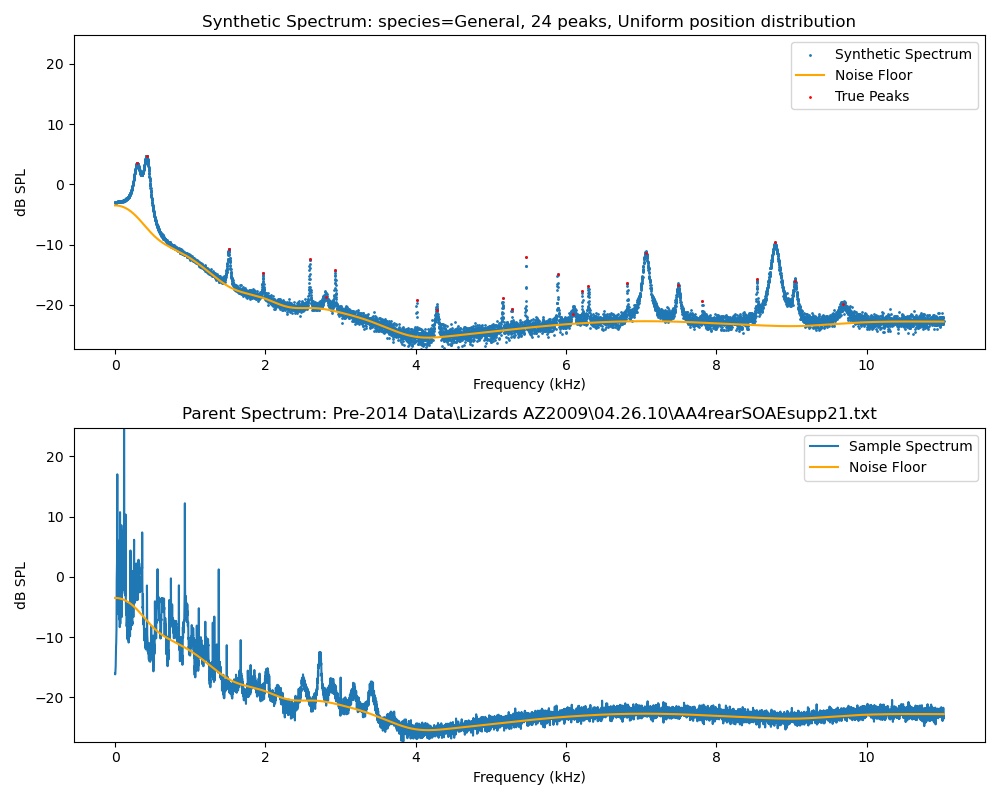 Synthetic Spectrum: species=General, 24 peaks, Uniform position distribution
20
10
0
−10
−20
dB SPL
Synthetic Spectrum
Noise Floor
True Peaks
0 2 4 6 8 10
Frequency (kHz)
Parent Spectrum: Pre-2014 Data\Lizards AZ2009\04.26.10\AA4rearSOAEsupp21.txt
20
10
0
−10
−20
dB SPL
Sample Spectrum
Noise Floor
0 2 4 6 8 10
Frequency (kHz)